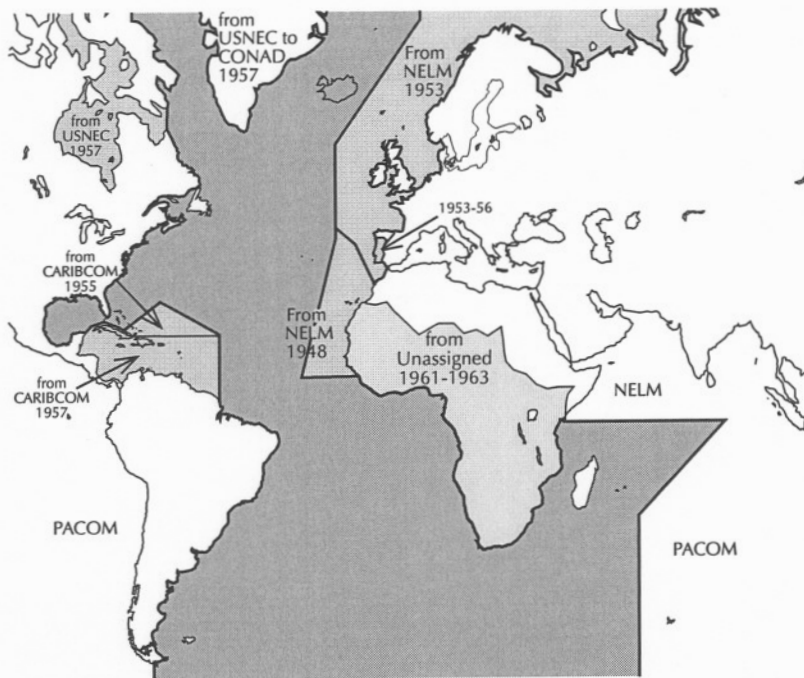 from
USNEC to
CONAD
1957
From
NELM
1953
from
USNEC
1957
1953-56
from
CARIBCOM
1955
From
NELM
1948
from
Unassigned
1961-1963
from
CARIBCOM
1957
NELM
PACOM
PACOM